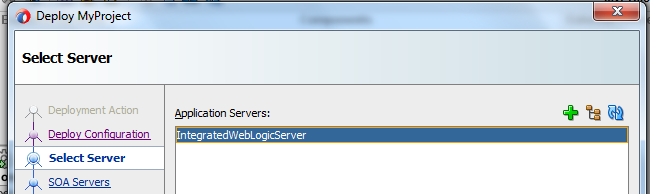 Deploy MyProject
Select Server
Deployment Action
Deploy Configuration
Select Server
SOA Servers
Application Servers:
IntegratedWebLogicServer